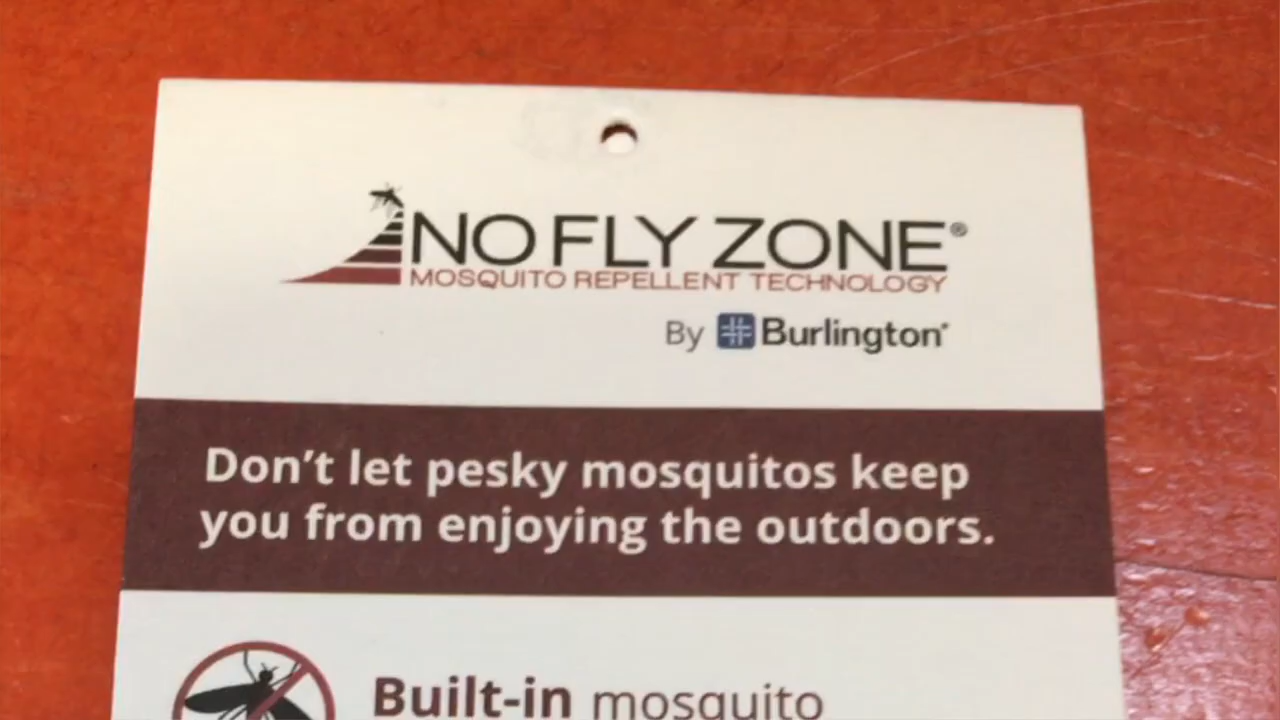 NO FLY ZONE®
MOSQUITO REPELLENT TECHNOLOGY
By Burlington
Don't let pesky mosquitos keep
you from enjoying the outdoors.
Built-in mosquito